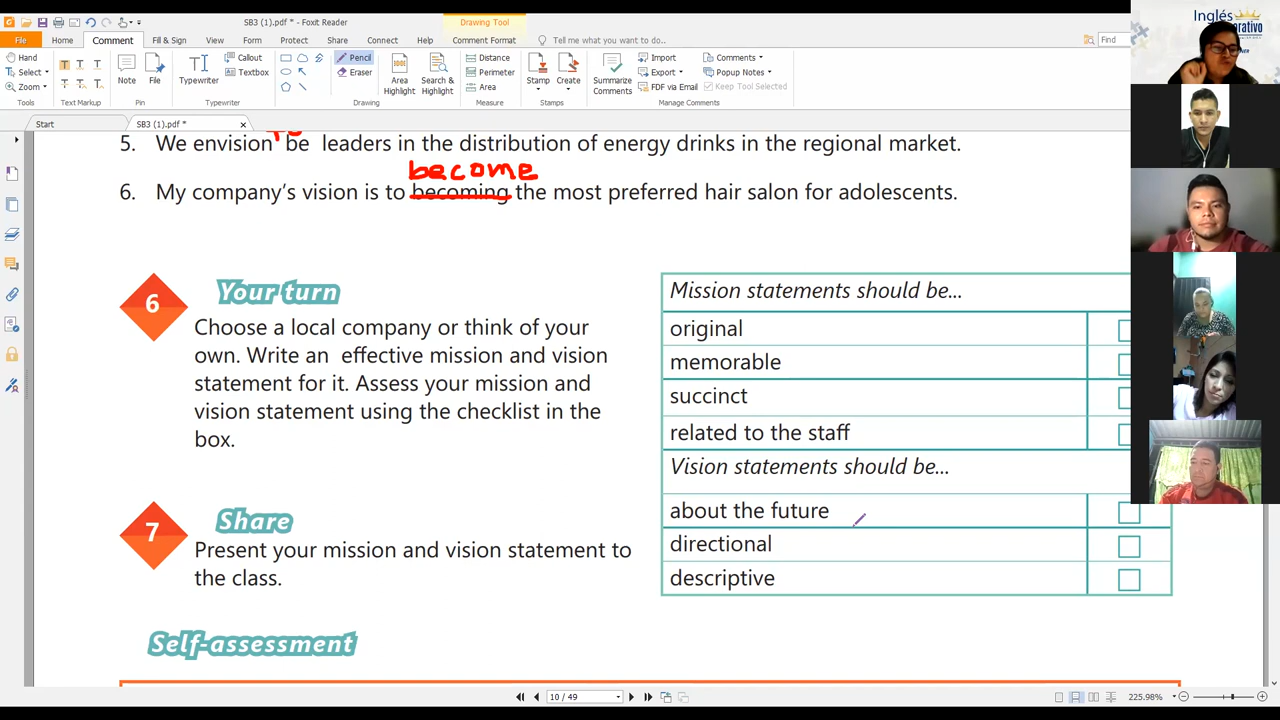 SB3 (1).pdf * - Foxit Reader
Drawing Tool
File Home Comment Fill & Sign View Form Protect Share Connect Help Comment Format Tell me what you want to do... Find
Hand
Select
Zoom
Tools
Text Markup
Note
File
Pin
Typewriter
Callout
Textbox
Typewriter
Pencil
Eraser
Drawing
Area Highlight
Search & Highlight
Distance
Perimeter
Area
Measure
Stamp
Create
Stamps
Summarize Comments
Import
Export
FDF via Email
Comments
Popup Notes
Keep Tool Selected
Manage Comments
Start
SB3 (1).pdf *
Inglés
5. We envision be leaders in the distribution of energy drinks in the regional market.
become
6. My company's vision is to becoming the most preferred hair salon for adolescents.
6
Your turn
Choose a local company or think of your
own. Write an effective mission and vision
statement for it. Assess your mission and
vision statement using the checklist in the
box.
7
Share
Present your mission and vision statement to
the class.
Mission statements should be...
original
memorable
succinct
related to the staff
Vision statements should be...
about the future
directional
descriptive
Self-assessment
10 / 49
225.98%